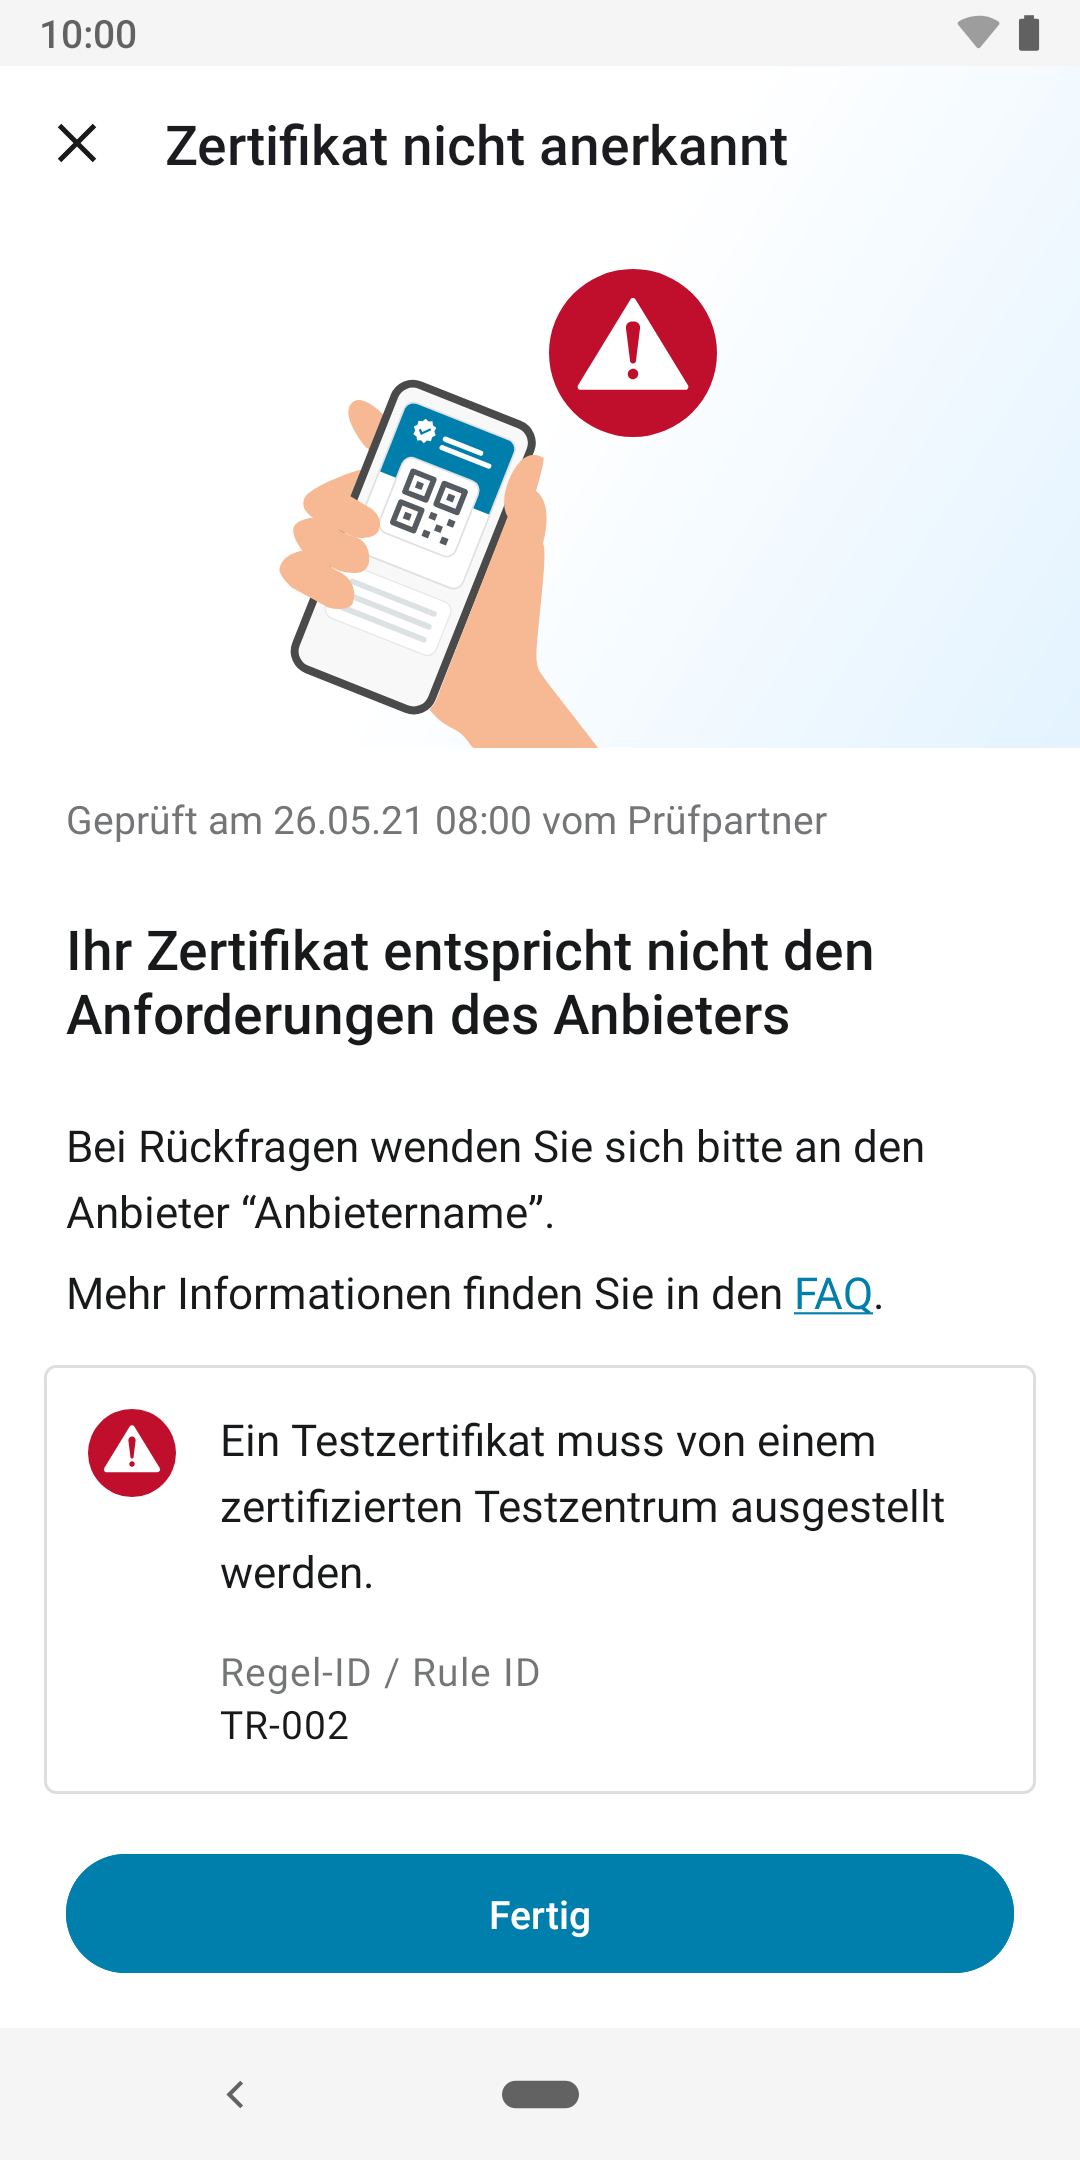 10:00
Zertifikat nicht anerkannt
Geprüft am 26.05.21 08:00 vom Prüfpartner
Ihr Zertifikat entspricht nicht den
Anforderungen des Anbieters
Bei Rückfragen wenden Sie sich bitte an den
Anbieter “Anbietername”.
Mehr Informationen finden Sie in den FAQ.
Ein Testzertifikat muss von einem
zertifizierten Testzentrum ausgestellt
werden.
Regel-ID / Rule ID
TR-002
Fertig